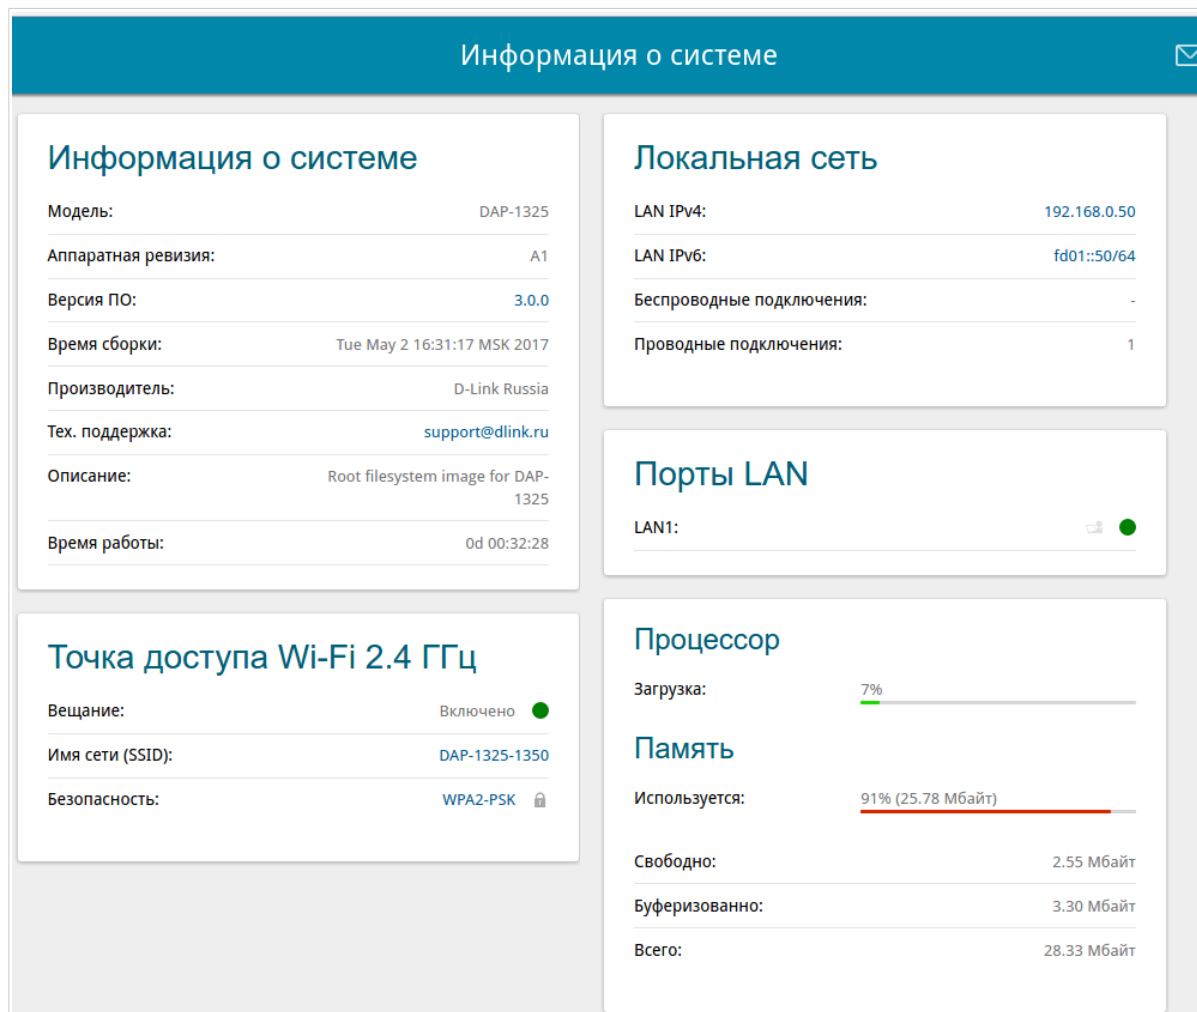 Информация о системе
Информация о системе
Модель: DAP-1325
Аппаратная ревизия: A1
Версия ПО: 3.0.0
Время сборки: Tue May 2 16:31:17 MSK 2017
Производитель: D-Link Russia
Тех. поддержка: support@dlink.ru
Описание: Root filesystem image for DAP-
1325
Время работы: 0d 00:32:28
Точка доступа Wi-Fi 2.4 ГГц
Вещание: Включено
Имя сети (SSID): DAP-1325-1350
Безопасность: WPA2-PSK
Локальная сеть
LAN IPv4: 192.168.0.50
LAN IPv6: fd01::50/64
Беспроводные подключения: -
Проводные подключения: 1
Порты LAN
LAN1:
Процессор
Загрузка: 7%
Память
Используется: 91% (25.78 Мбайт)
Свободно: 2.55 Мбайт
Буферизованно: 3.30 Мбайт
Всего: 28.33 Мбайт